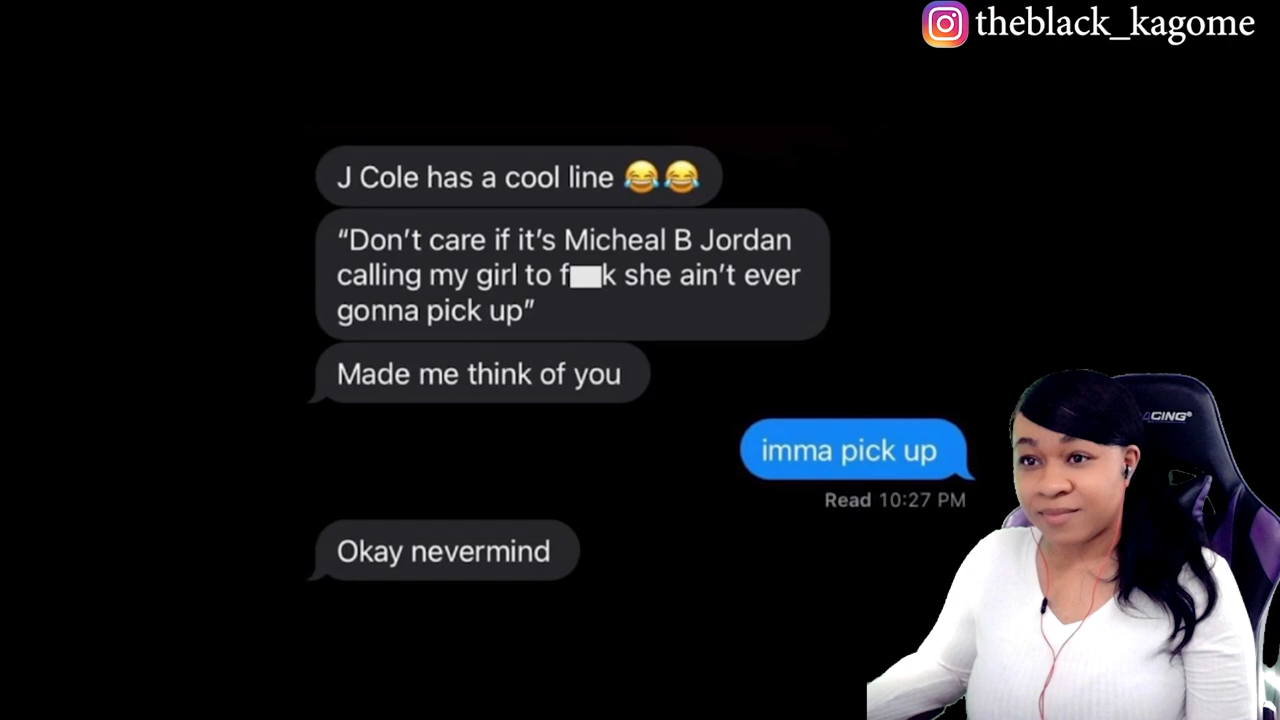 theblack_kagome
J Cole has a cool line 😂😂
“Don’t care if it’s Micheal B Jordan
calling my girl to f██k she ain’t ever
gonna pick up”
Made me think of you
imma pick up
Read 10:27 PM
Okay nevermind
ACING®